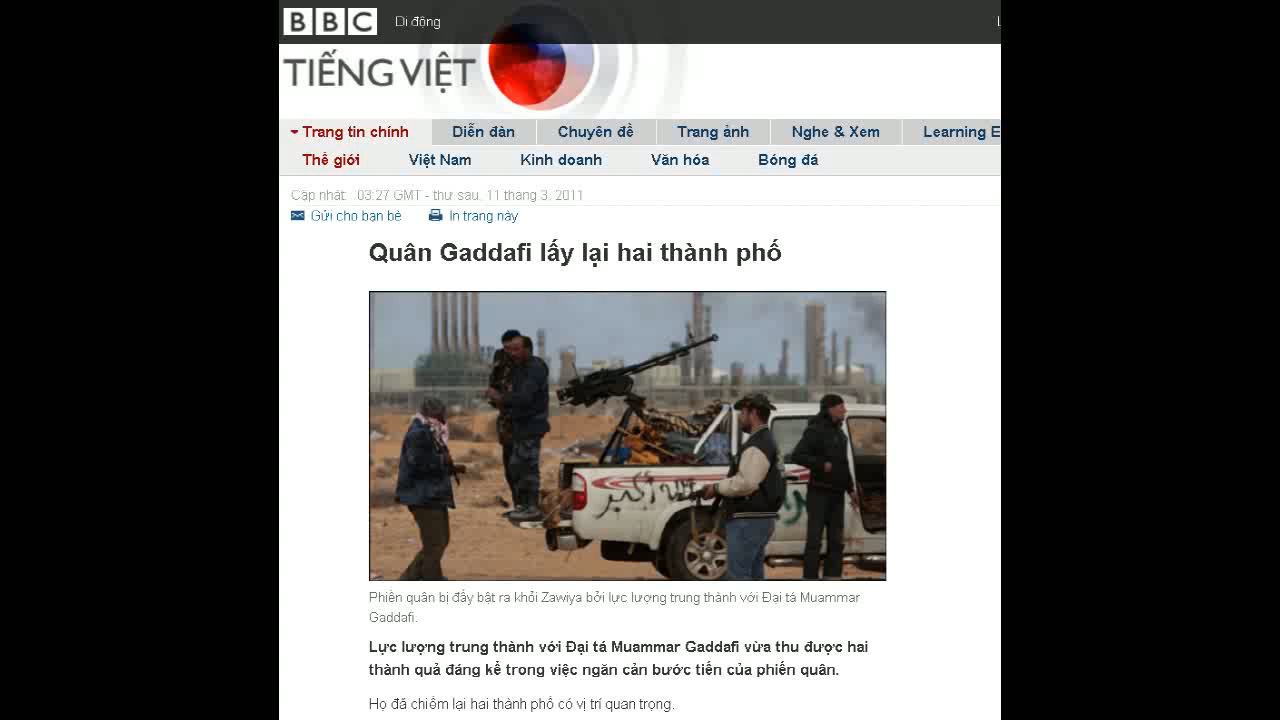 BBC Di động L
TIẾNG VIỆT
Trang tin chính Diễn đàn Chuyên đề Trang ảnh Nghe & Xem Learning E
Thế giới Việt Nam Kinh doanh Văn hóa Bóng đá
Cập nhật: 03:27 GMT - thứ sáu, 11 tháng 3, 2011
Gửi cho bạn bè In trang này
Quân Gaddafi lấy lại hai thành phố
الله أكبر
Phiến quân bị đẩy bật ra khỏi Zawiya bởi lực lượng trung thành với Đại tá Muammar
Gaddafi.
Lực lượng trung thành với Đại tá Muammar Gaddafi vừa thu được hai
thành quả đáng kể trong việc ngăn cản bước tiến của phiến quân.
Họ đã chiếm lại hai thành phố có vị trí quan trọng.